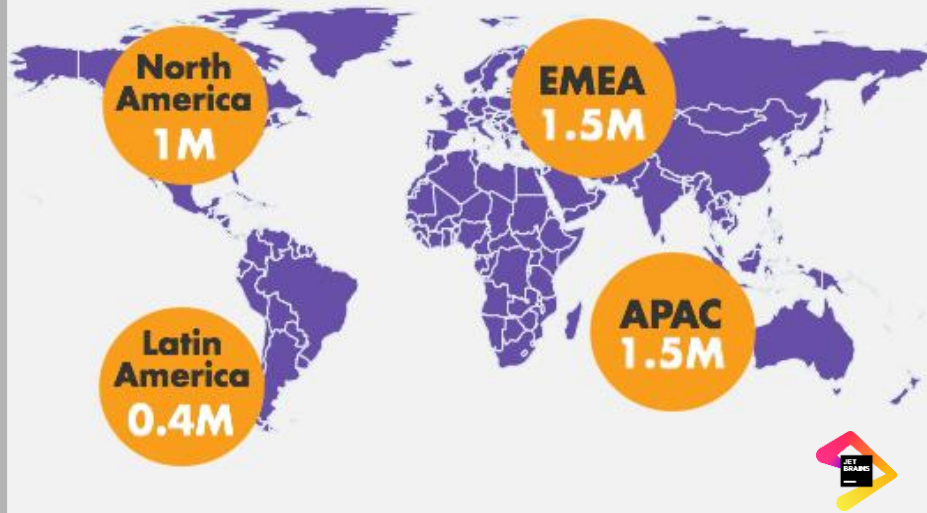 North
America
1M
EMEA
1.5M
Latin
America
0.4M
APAC
1.5M
JET
BRAINS